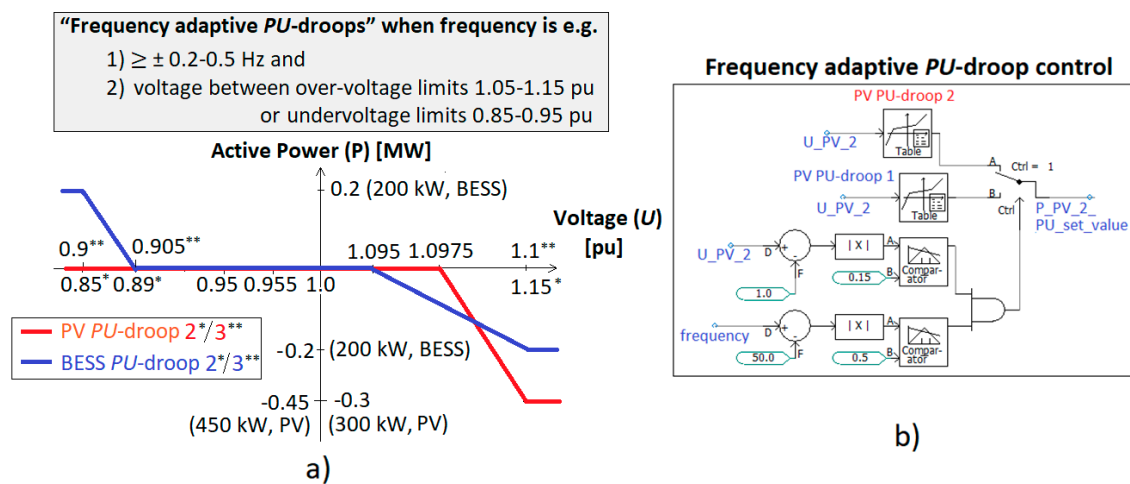 “Frequency adaptive PU-droops” when frequency is e.g.
1) ≥ ± 0.2-0.5 Hz and
2) voltage between over-voltage limits 1.05-1.15 pu
or undervoltage limits 0.85-0.95 pu
Active Power (P) [MW]
0.2 (200 kW, BESS)
Voltage (U)
[pu]
0.9** 0.905** 1.095 1.0975 1.1**
0.85* 0.89* 0.95 0.955 1.0 1.15*
PV PU-droop 2*/3**
BESS PU-droop 2*/3**
-0.2 (200 kW, BESS)
-0.45 -0.3
(450 kW, PV) (300 kW, PV)
a)
Frequency adaptive PU-droop control
PV PU-droop 2
U_PV_2
Table
A
Ctrl = 1
PV PU-droop 1
B
Ctrl
U_PV_2
Table
P_PV_2_
PU_set_value
U_PV_2
D + - F
|X|
A
B
Compar-
ator
1.0
0.15
frequency
D + - F
|X|
A
B
Compar-
ator
50.0
0.5
b)